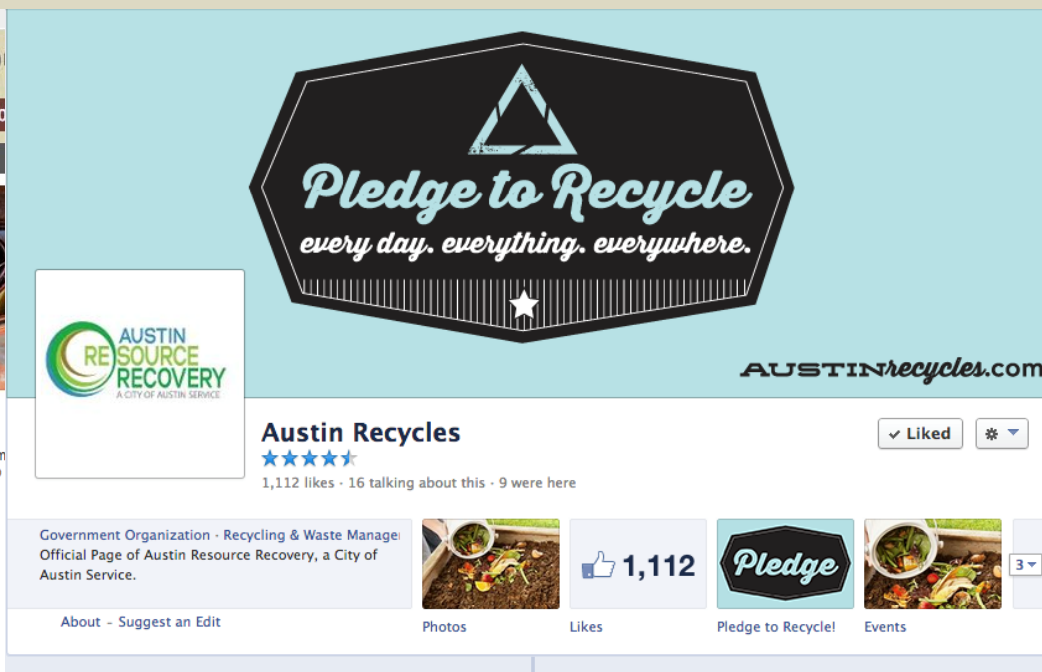 Pledge to Recycle
every day. everything. everywhere.
AUSTINrecycles.com
AUSTIN
RESOURCE
RECOVERY
A CITY OF AUSTIN SERVICE
Austin Recycles
✓ Liked
1,112 likes · 16 talking about this · 9 were here
Government Organization · Recycling & Waste Manage
Official Page of Austin Resource Recovery, a City of
Austin Service.
About – Suggest an Edit
1,112
Pledge
3
Photos
Likes
Pledge to Recycle!
Events